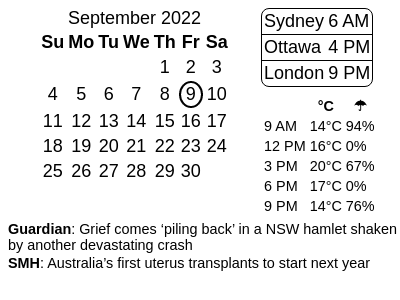 September 2022
Su Mo Tu We Th Fr Sa
1 2 3
4 5 6 7 8 9 10
11 12 13 14 15 16 17
18 19 20 21 22 23 24
25 26 27 28 29 30
Sydney 6 AM
Ottawa 4 PM
London 9 PM
°C ☂
9 AM 14°C 94%
12 PM 16°C 0%
3 PM 20°C 67%
6 PM 17°C 0%
9 PM 14°C 76%
Guardian: Grief comes ‘piling back’ in a NSW hamlet shaken
by another devastating crash
SMH: Australia’s first uterus transplants to start next year